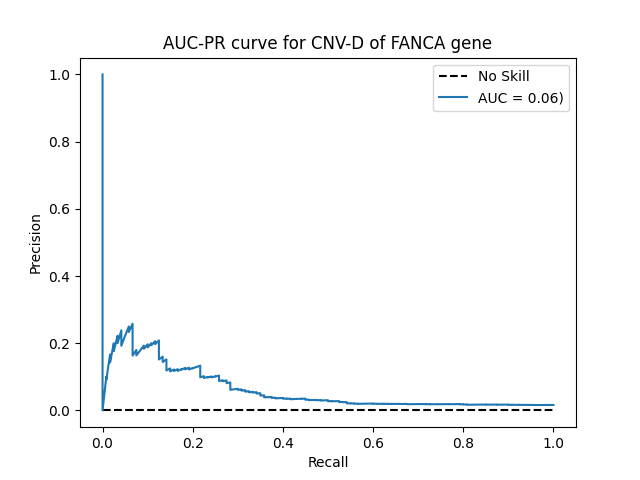 AUC-PR curve for CNV-D of FANCA gene
No Skill
AUC = 0.06)
1.0
0.8
0.6
0.4
0.2
0.0
Precision
0.0 0.2 0.4 0.6 0.8 1.0
Recall